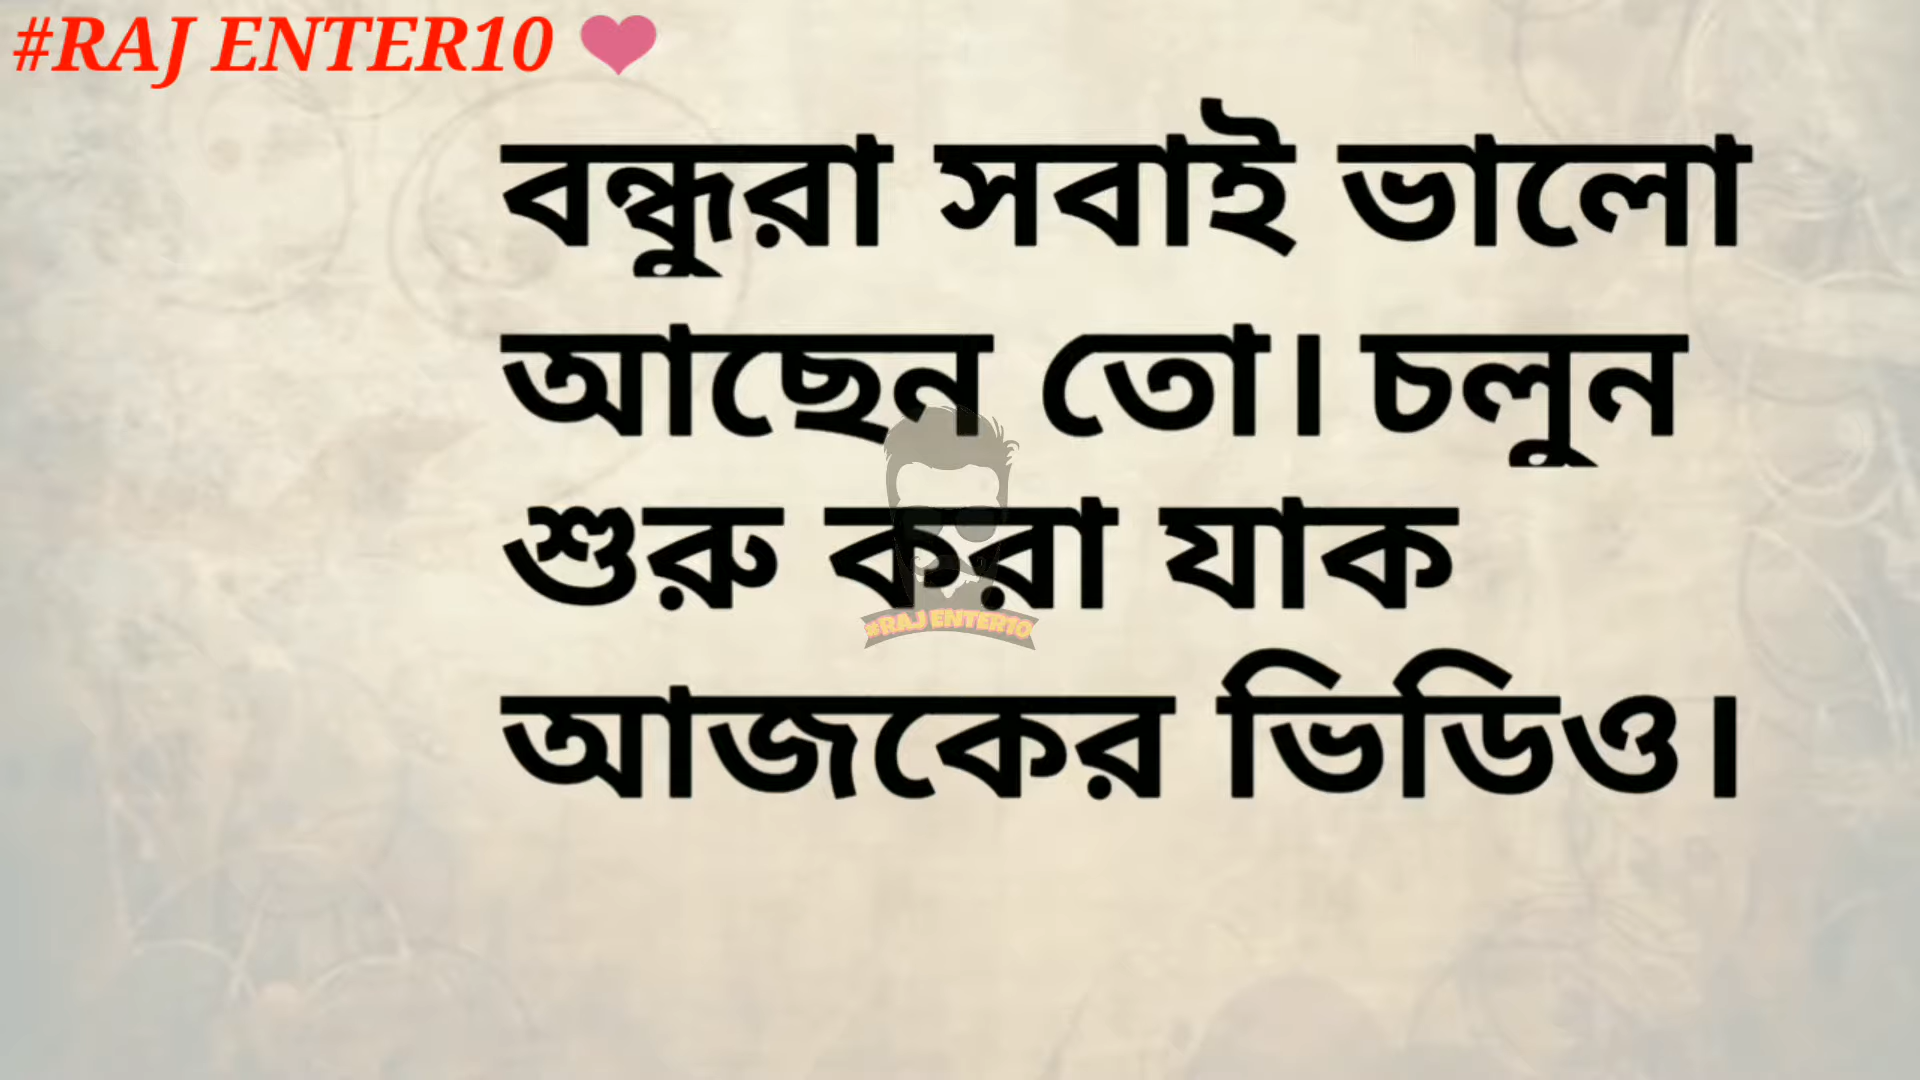 #RAJ ENTER10 ❤
বন্ধুরা সবাই ভালো
আছেন তো। চলুন
শুরু করা যাক
#RAJ ENTER10
আজকের ভিডিও।